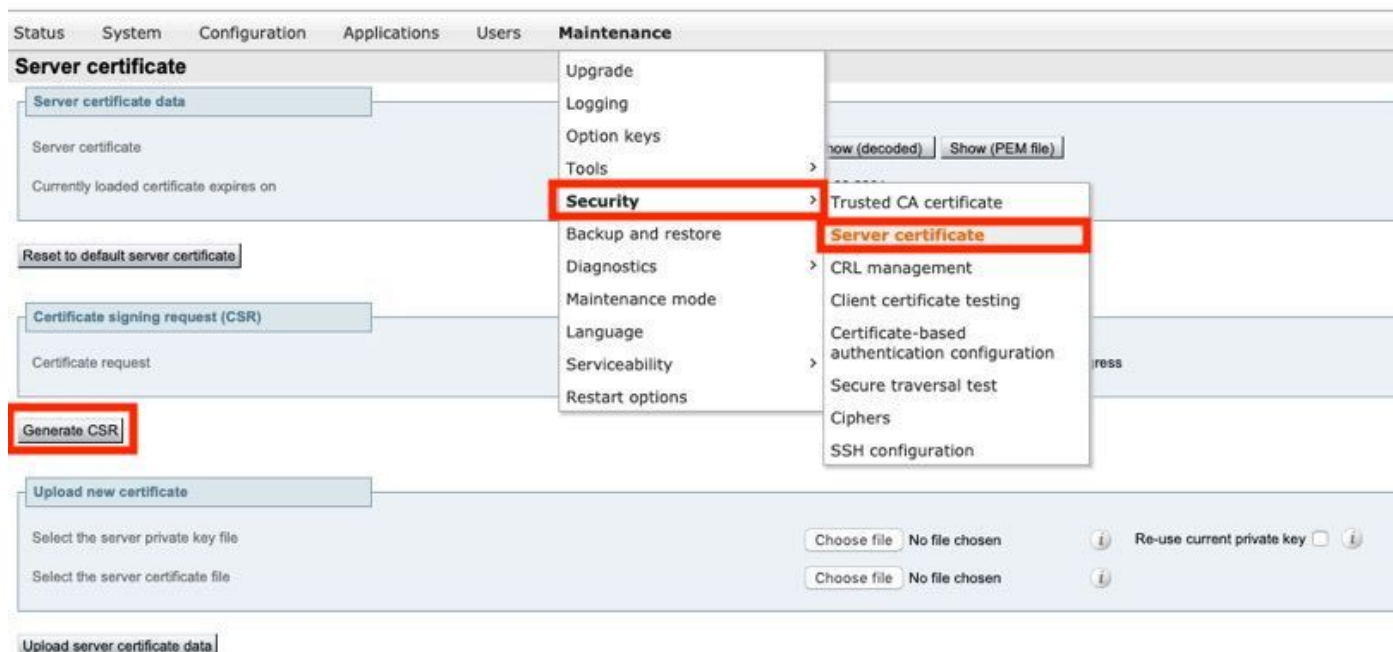 Status System Configuration Applications Users Maintenance
Server certificate
Upgrade
Server certificate data
Logging
Option keys
Server certificate
(decoded) Show (PEM file)
Tools >
Currently loaded certificate expires on
Security > Trusted CA certificate
Backup and restore Server certificate
Reset to default server certificate
Diagnostics > CRL management
Maintenance mode Client certificate testing
Certificate signing request (CSR)
Language Certificate-based
authentication configuration
Certificate request
Serviceability >
Secure traversal test
Restart options
Ciphers
Generate CSR
SSH configuration
Upload new certificate
Select the server private key file Choose file No file chosen i Re-use current private key i
Select the server certificate file Choose file No file chosen i
Upload server certificate data